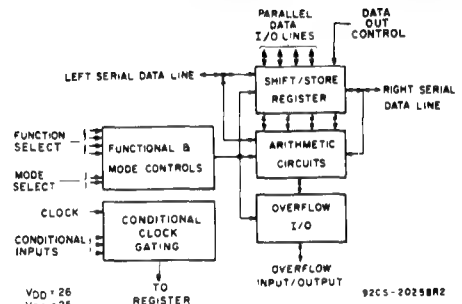 PARALLEL
DATA
I/O LINES
DATA
OUT
CONTROL
LEFT SERIAL DATA LINE
SHIFT/STORE
REGISTER
RIGHT SERIAL
DATA LINE
FUNCTION
SELECT
FUNCTIONAL &
MODE CONTROLS
ARITHMETIC
CIRCUITS
MODE
SELECT
CLOCK
CONDITIONAL
CLOCK
GATING
OVERFLOW
I/O
CONDITIONAL
INPUTS
OVERFLOW
INPUT/OUTPUT
TO
REGISTER
VDD = 26
92CS-20258R2